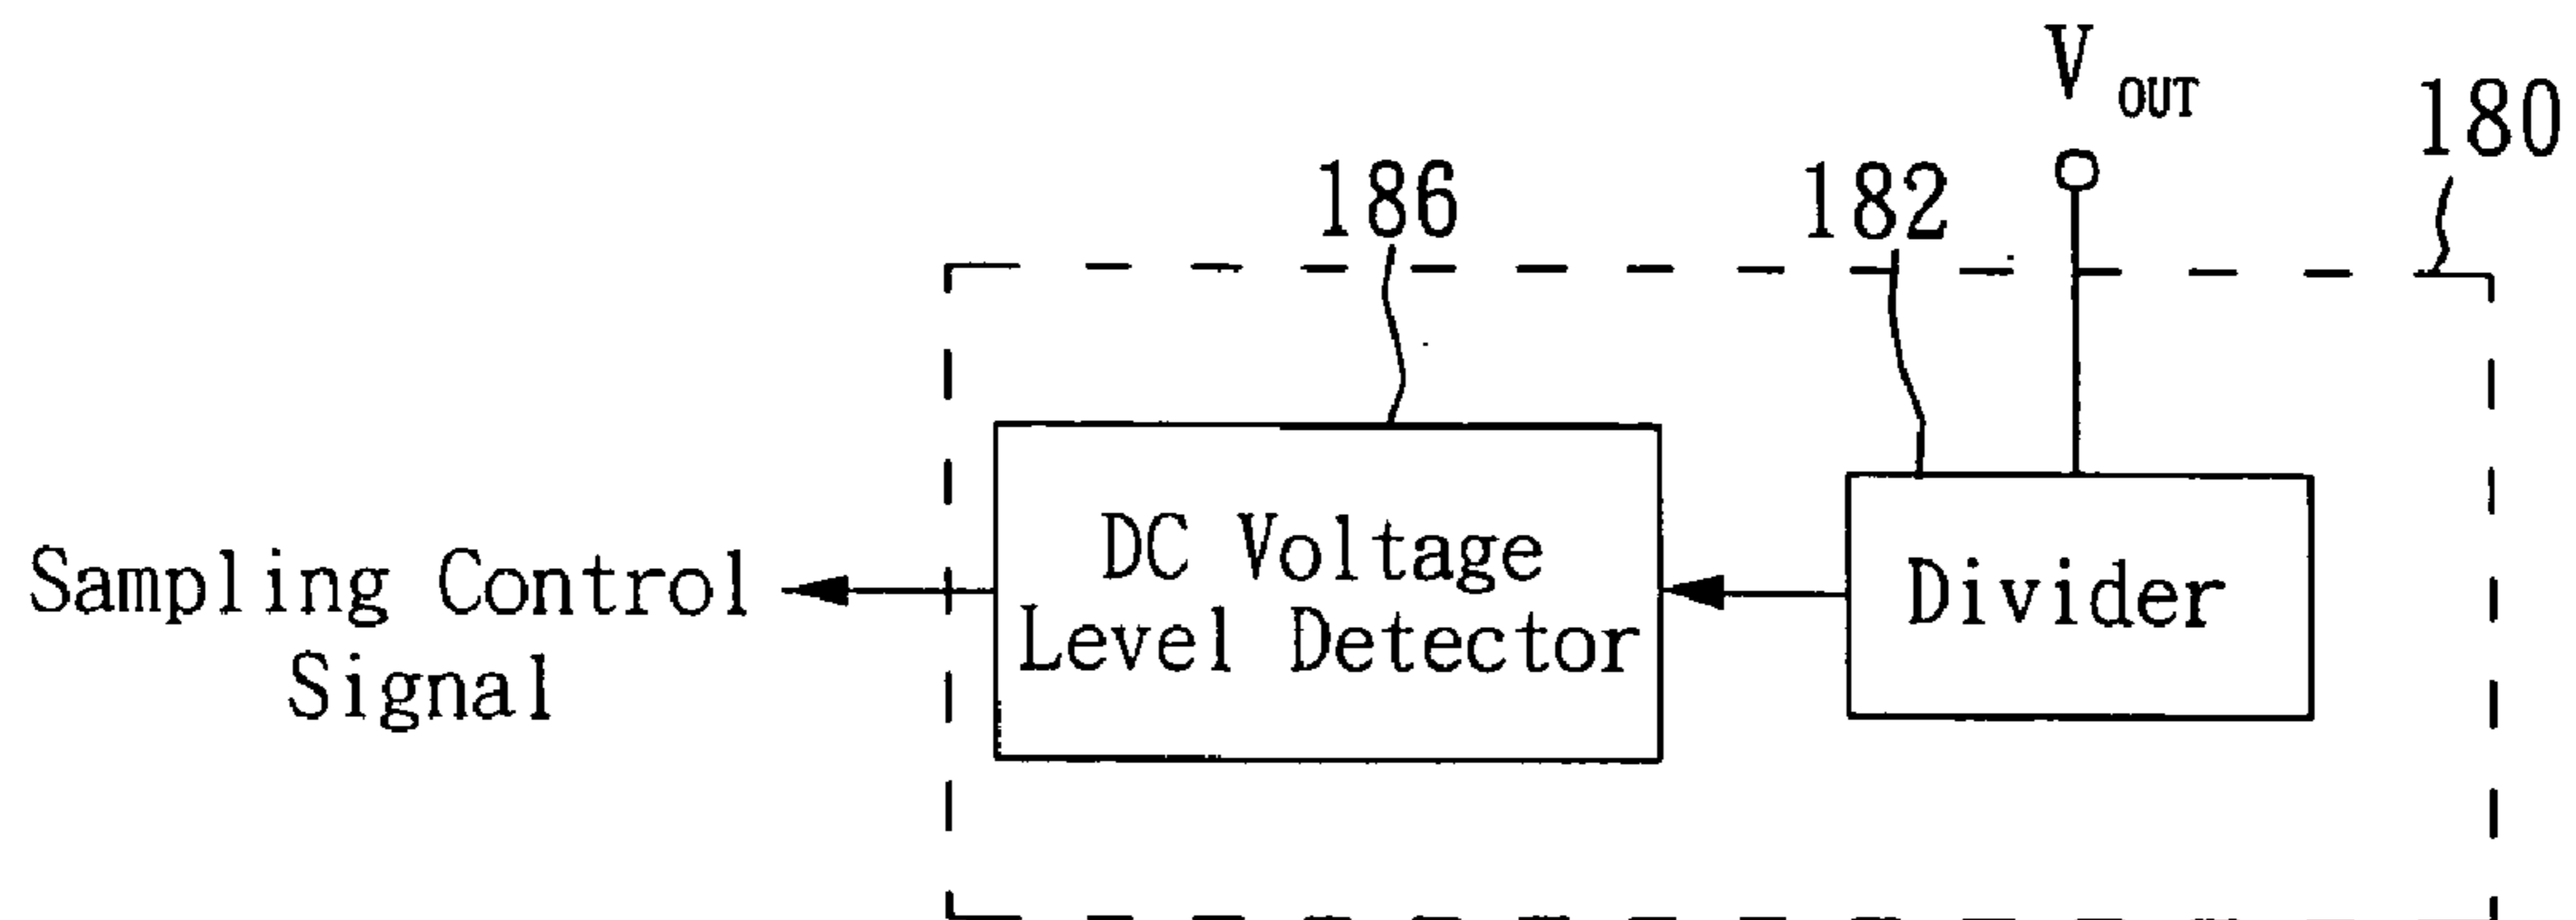 V OUT
180
186
182
DC Voltage
Level Detector
Divider
Sampling Control
Signal